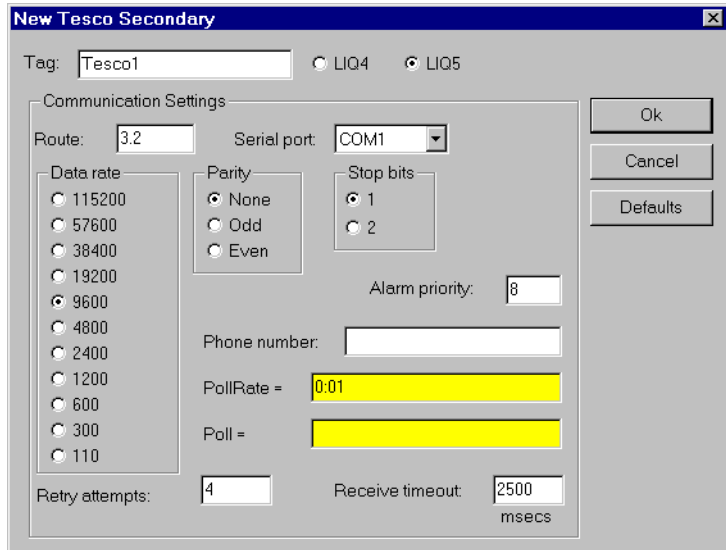 New Tesco Secondary
Tag: Tesco1 LIQ4 LIQ5
Communication Settings
Route: 3.2 Serial port: COM1
Data rate
115200
57600
38400
19200
9600
4800
2400
1200
600
300
110
Parity
None
Odd
Even
Stop bits
1
2
Alarm priority: 8
Phone number:
PollRate = 0:01
Poll =
Retry attempts: 4 Receive timeout: 2500
msecs
Ok
Cancel
Defaults